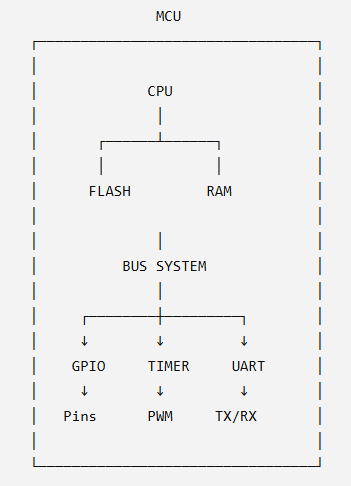 MCU
CPU
FLASH RAM
BUS SYSTEM
GPIO TIMER UART
Pins PWM TX/RX